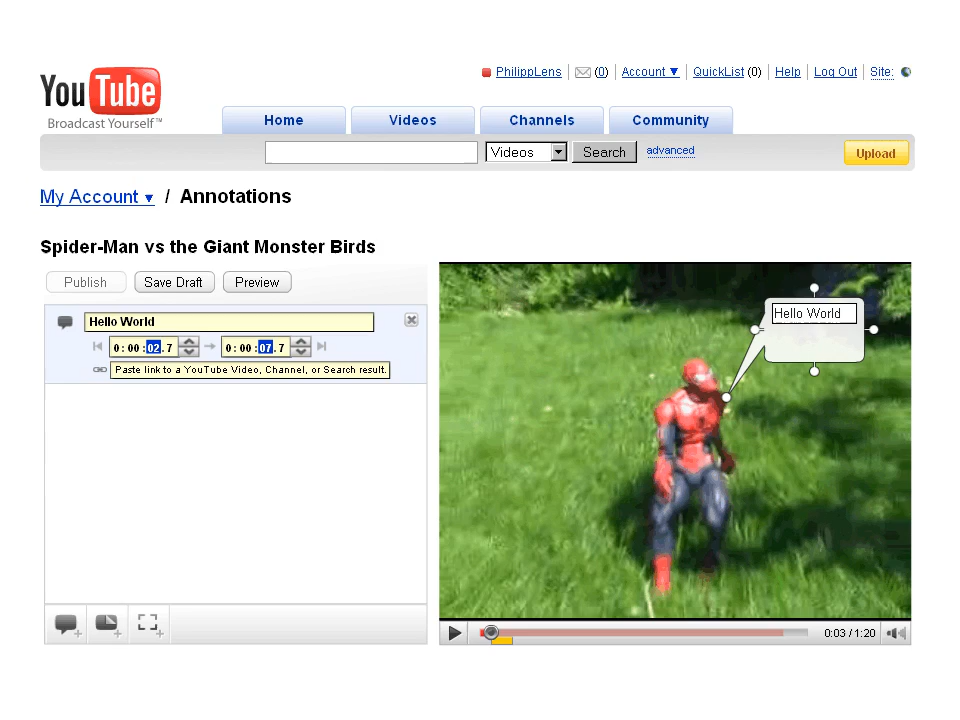 YouTube
Broadcast Yourself™
PhilippLens (0) Account ▼ QuickList (0) Help Log Out Site:
Home Videos Channels Community
Videos Search advanced Upload
My Account ▼ / Annotations
Spider-Man vs the Giant Monster Birds
Publish Save Draft Preview
Hello World
0:00:02.7 0:00:07.7
Paste link to a YouTube Video, Channel, or Search result.
Hello World
0:03 / 1:20